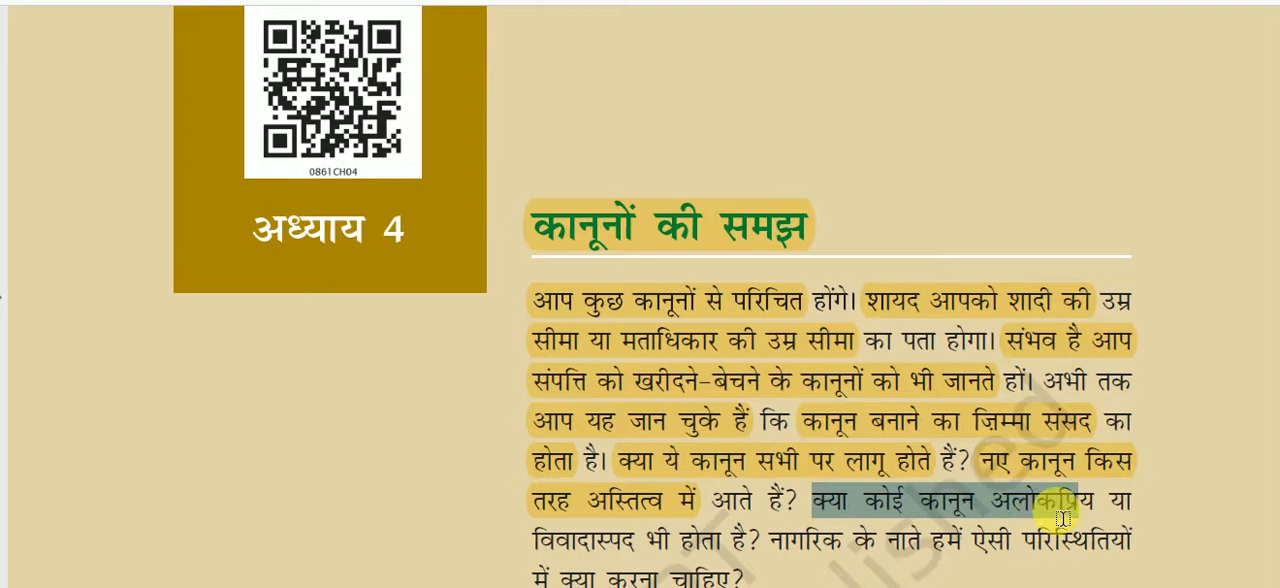 0861CH04
अध्याय 4
कानूनों की समझ
आप कुछ कानूनों से परिचित होंगे। शायद आपको शादी की उम्र
सीमा या मताधिकार की उम्र सीमा का पता होगा। संभव है आप
संपत्ति को खरीदने-बेचने के कानूनों को भी जानते हों। अभी तक
आप यह जान चुके हैं कि कानून बनाने का ज़िम्मा संसद का
होता है। क्या ये कानून सभी पर लागू होते हैं? नए कानून किस
तरह अस्तित्व में आते हैं? क्या कोई कानून अलोकप्रिय या
विवादास्पद भी होता है? नागरिक के नाते हमें ऐसी परिस्थितियों
में क्या करना चाहिए?